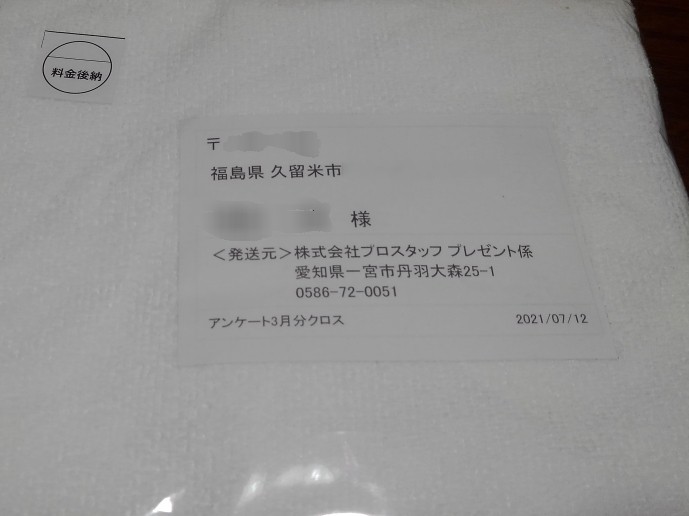 料金後納
〒
福島県 久留米市
様
<発送元>株式会社プロスタッフ プレゼント係
愛知県一宮市丹羽大森25-1
0586-72-0051
アンケート3月分クロス 2021/07/12